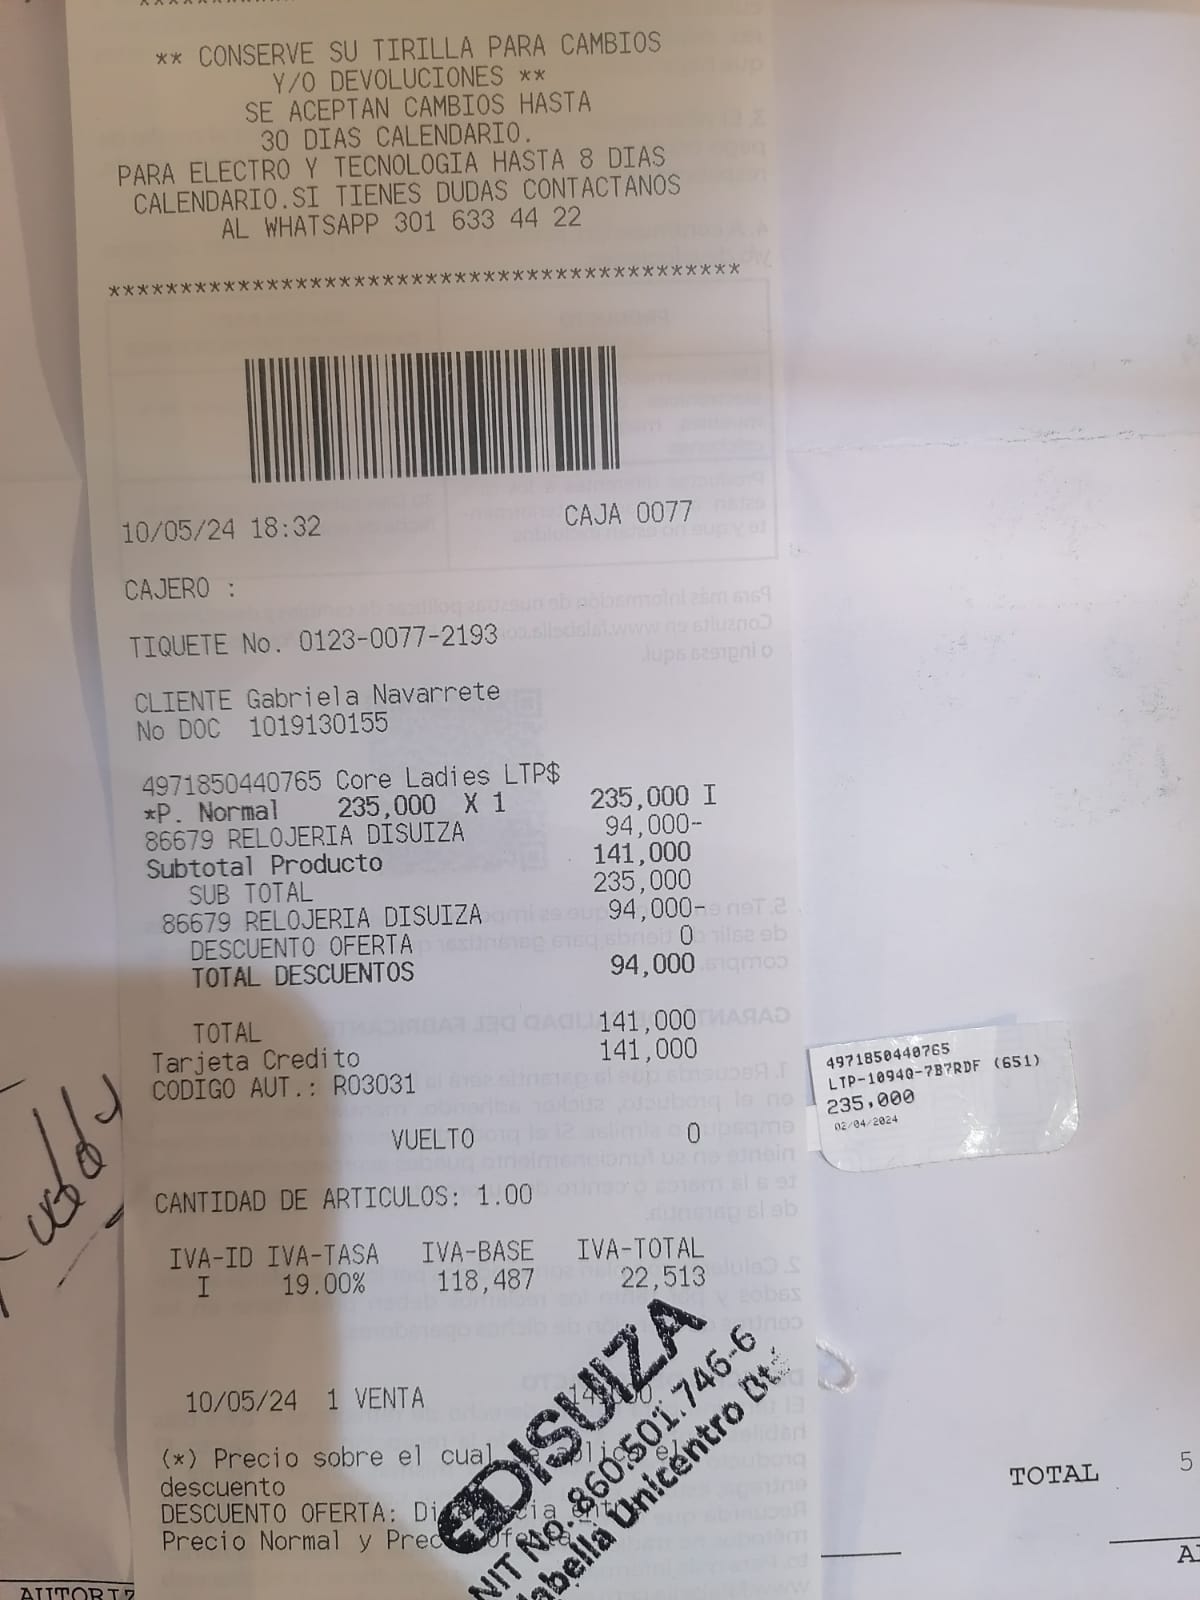 ** CONSERVE SU TIRILLA PARA CAMBIOS
Y/O DEVOLUCIONES **
SE ACEPTAN CAMBIOS HASTA
30 DIAS CALENDARIO.
PARA ELECTRO Y TECNOLOGIA HASTA 8 DIAS
CALENDARIO.SI TIENES DUDAS CONTACTANOS
AL WHATSAPP 301 633 44 22
********************************************
10/05/24 18:32 CAJA 0077
CAJERO :
TIQUETE No. 0123-0077-2193
CLIENTE Gabriela Navarrete
No DOC 1019130155
4971850440765 Core Ladies LTP$
*P. Normal 235,000 X 1 235,000 I
86679 RELOJERIA DISUIZA 94,000-
Subtotal Producto 141,000
SUB TOTAL 235,000
86679 RELOJERIA DISUIZA 94,000-
DESCUENTO OFERTA 0
TOTAL DESCUENTOS 94,000
TOTAL 141,000
Tarjeta Credito 141,000
CODIGO AUT.: R03031
VUELTO 0
CANTIDAD DE ARTICULOS: 1.00
IVA-ID IVA-TASA IVA-BASE IVA-TOTAL
I 19.00% 118,487 22,513
10/05/24 1 VENTA
(*) Precio sobre el cual aplica el
descuento
DESCUENTO OFERTA:
Precio Normal y
DISUIZA
NIT No. 860.501.746-6
Unicentro
4971850440765
LTP-1094Q-7B7RDF (651)
235,000
02/04/2024
TOTAL 5